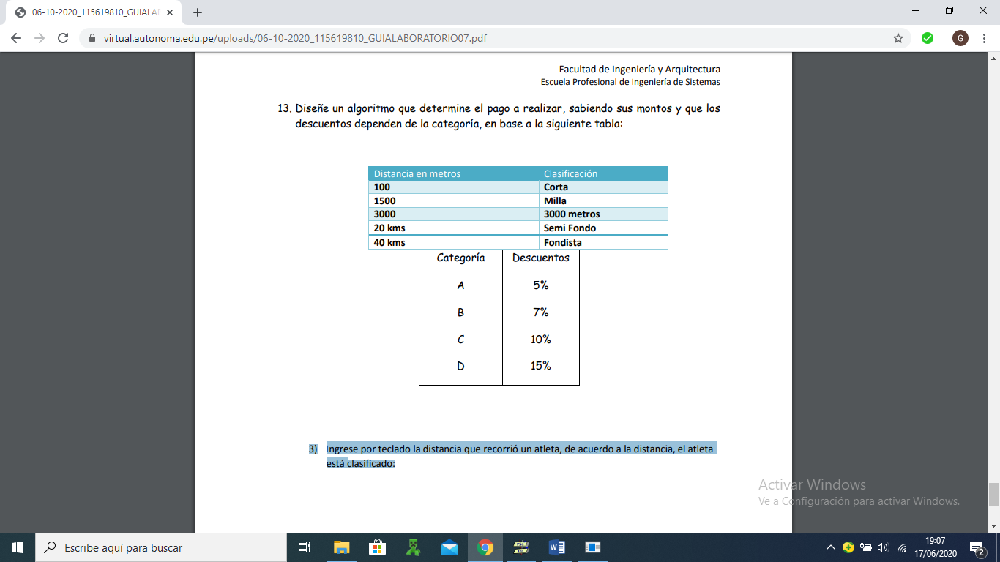 06-10-2020_115619810_GUIALAB
virtual.autonoma.edu.pe/uploads/06-10-2020_115619810_GUIALABORATORIO07.pdf
G
Facultad de Ingeniería y Arquitectura
Escuela Profesional de Ingeniería de Sistemas
13. Diseñe un algoritmo que determine el pago a realizar, sabiendo sus montos y que los
descuentos dependen de la categoría, en base a la siguiente tabla:
Distancia en metros Clasificación
100 Corta
1500 Milla
3000 3000 metros
20 kms Semi Fondo
40 kms Fondista
Categoría Descuentos
A 5%
B 7%
C 10%
D 15%
3) Ingrese por teclado la distancia que recorrió un atleta, de acuerdo a la distancia, el atleta
está clasificado:
Activar Windows
Ve a Configuración para activar Windows.
Escribe aquí para buscar
19:07
17/06/2020
2